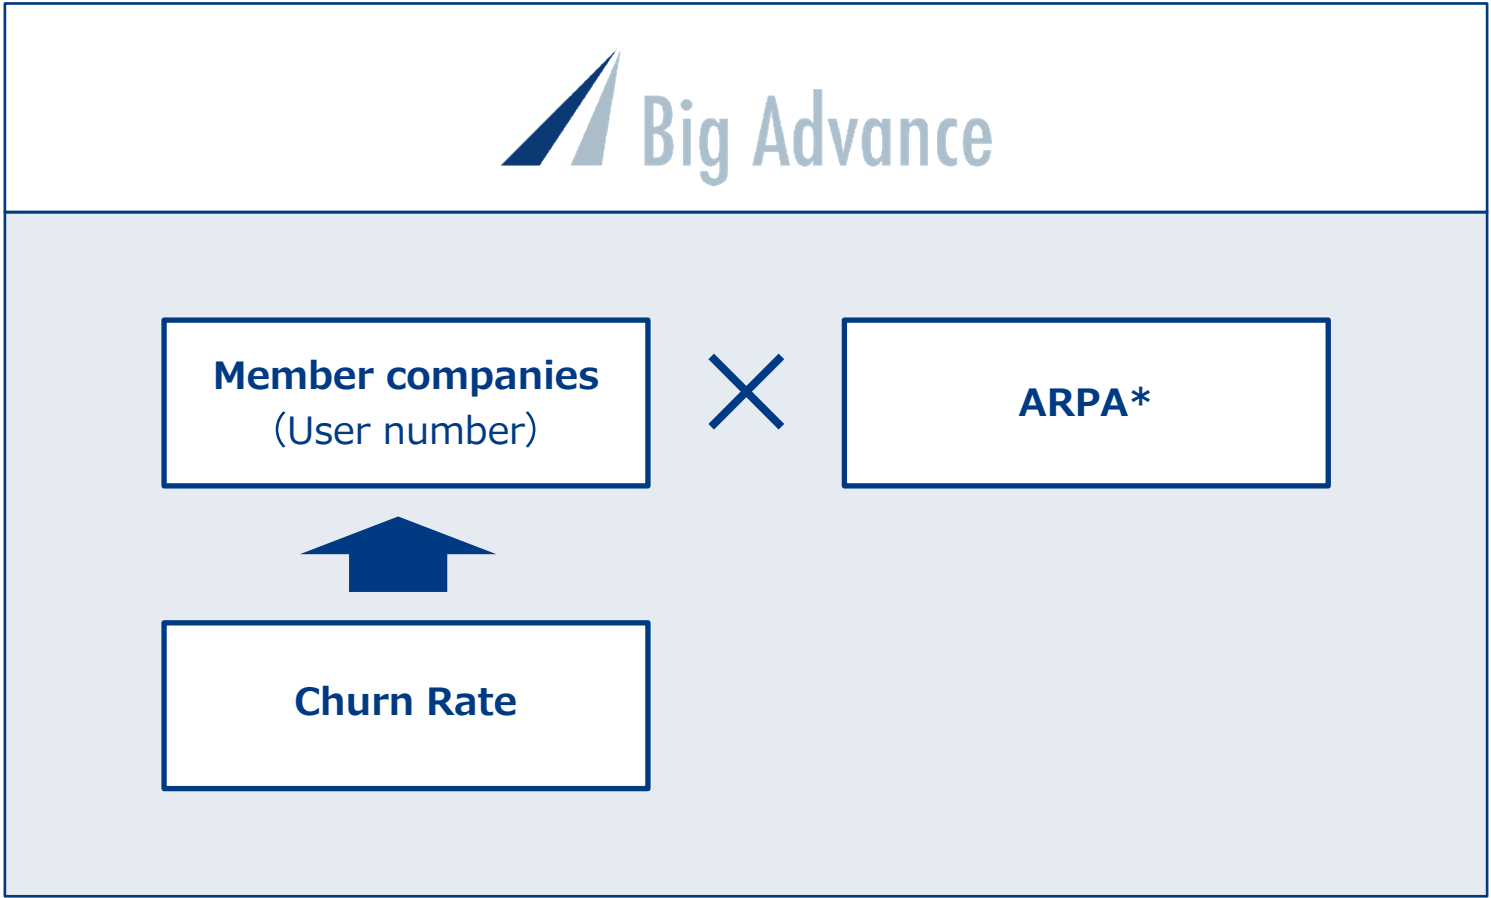 Big Advance
Member companies
（User number）
ARPA*
Churn Rate